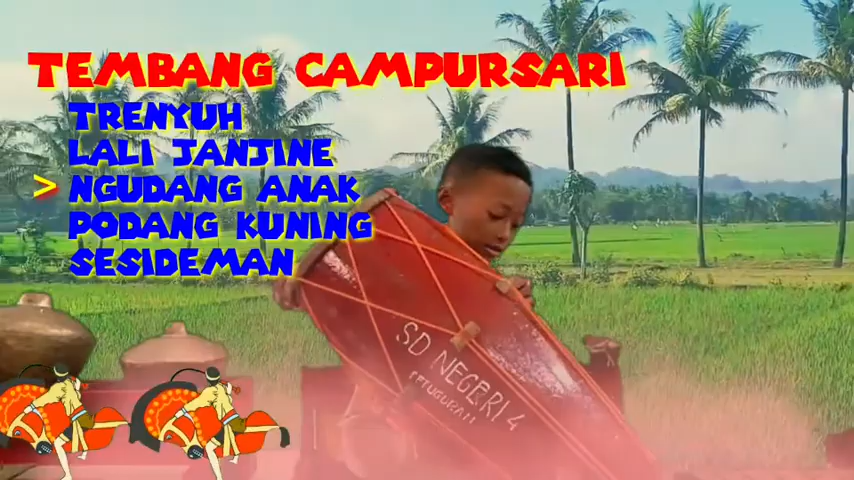 TEMBANG CAMPURSARI
TRENYUH
LALI JANJINE
> NGUDANG ANAK
PODANG KUNING
SESIDEMAN
SD NEGERI 4